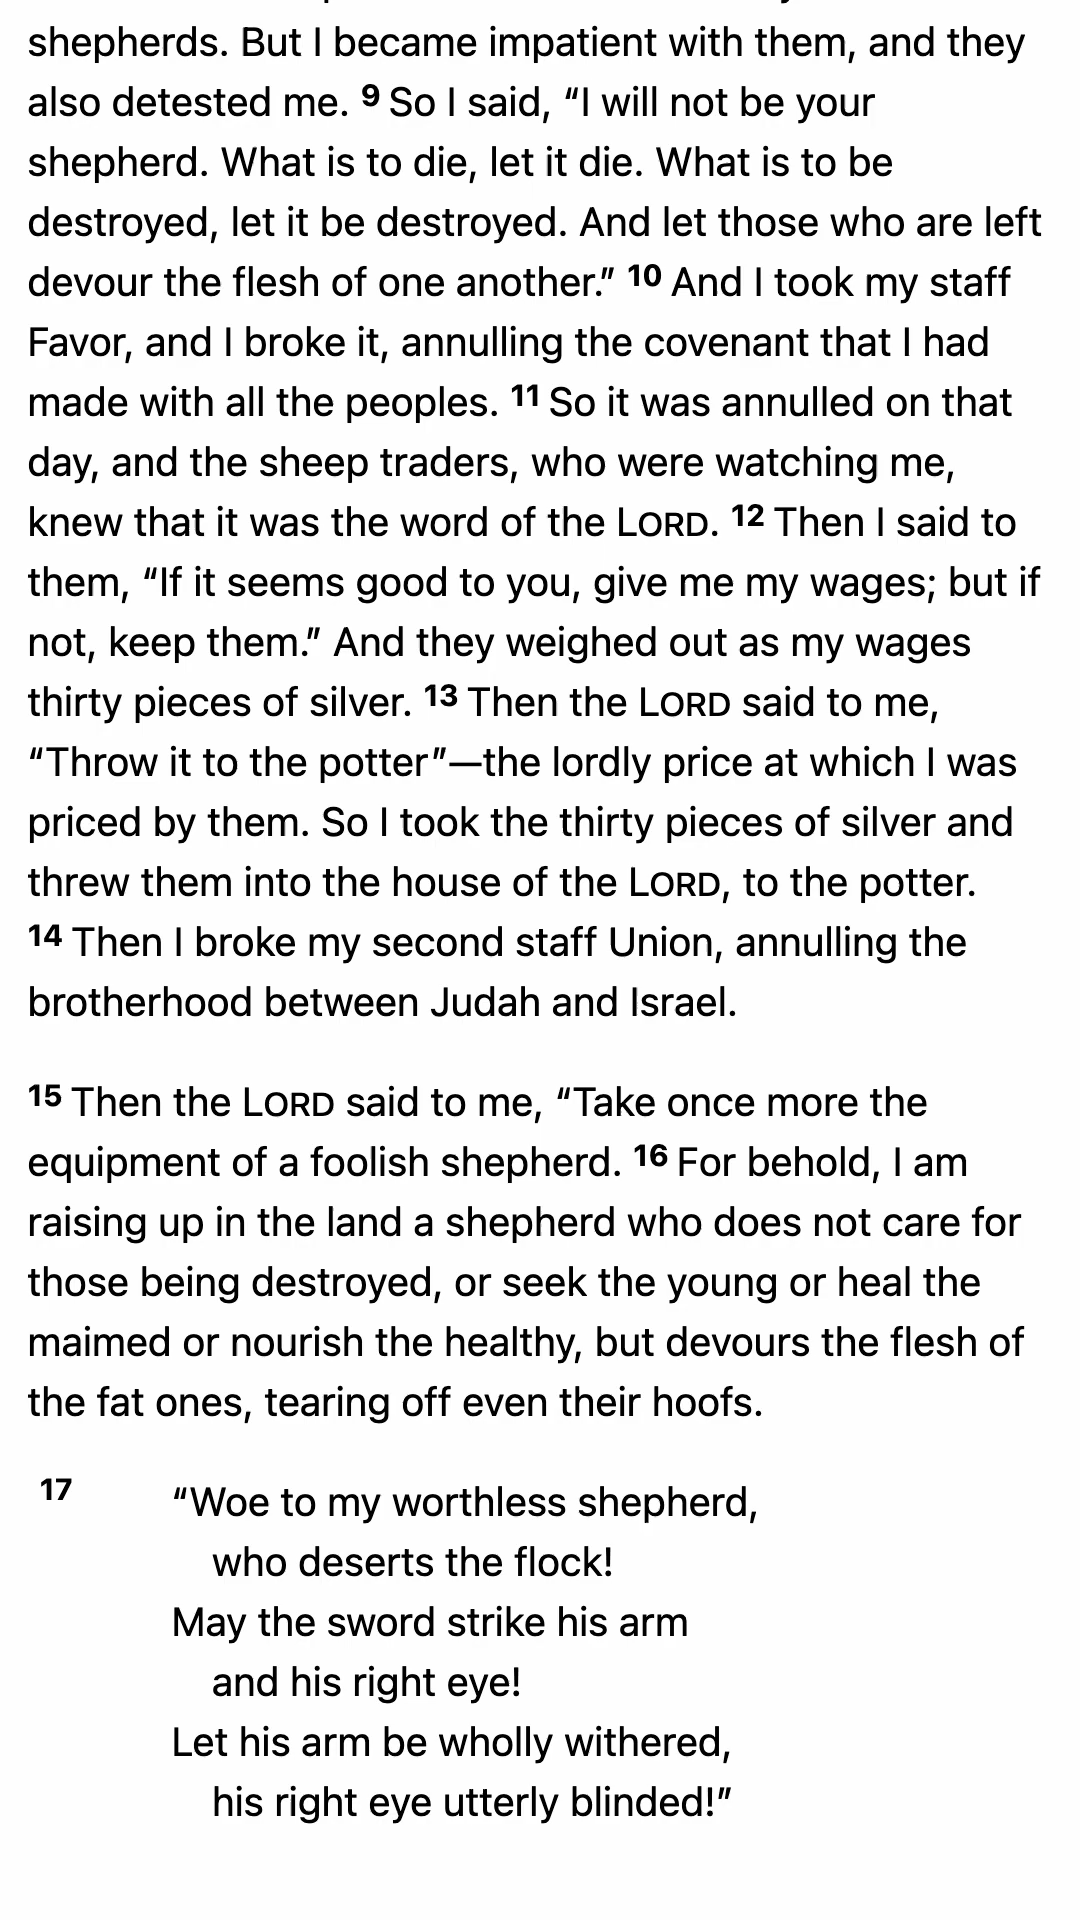 shepherds. But I became impatient with them, and they
also detested me. 9 So I said, “I will not be your
shepherd. What is to die, let it die. What is to be
destroyed, let it be destroyed. And let those who are left
devour the flesh of one another.” 10 And I took my staff
Favor, and I broke it, annulling the covenant that I had
made with all the peoples. 11 So it was annulled on that
day, and the sheep traders, who were watching me,
knew that it was the word of the LORD. 12 Then I said to
them, “If it seems good to you, give me my wages; but if
not, keep them.” And they weighed out as my wages
thirty pieces of silver. 13 Then the LORD said to me,
“Throw it to the potter”—the lordly price at which I was
priced by them. So I took the thirty pieces of silver and
threw them into the house of the LORD, to the potter.
14 Then I broke my second staff Union, annulling the
brotherhood between Judah and Israel.
15 Then the LORD said to me, “Take once more the
equipment of a foolish shepherd. 16 For behold, I am
raising up in the land a shepherd who does not care for
those being destroyed, or seek the young or heal the
maimed or nourish the healthy, but devours the flesh of
the fat ones, tearing off even their hoofs.
17 “Woe to my worthless shepherd,
who deserts the flock!
May the sword strike his arm
and his right eye!
Let his arm be wholly withered,
his right eye utterly blinded!”